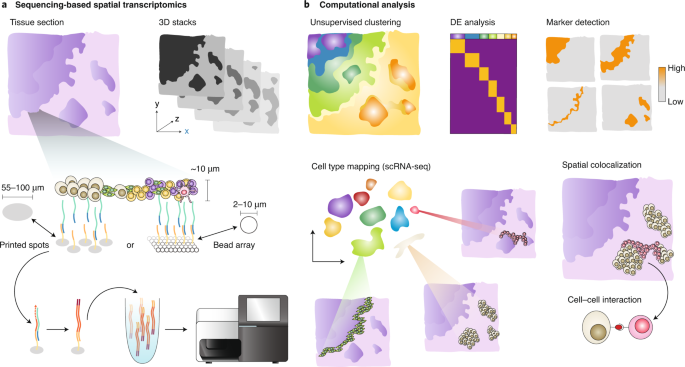 a Sequencing-based spatial transcriptomics
Tissue section
3D stacks
y
z
x
~10 μm
55–100 μm
2–10 μm
Printed spots
or
Bead array
b Computational analysis
Unsupervised clustering
DE analysis
Marker detection
High
Low
Cell type mapping (scRNA-seq)
Spatial colocalization
Cell–cell interaction